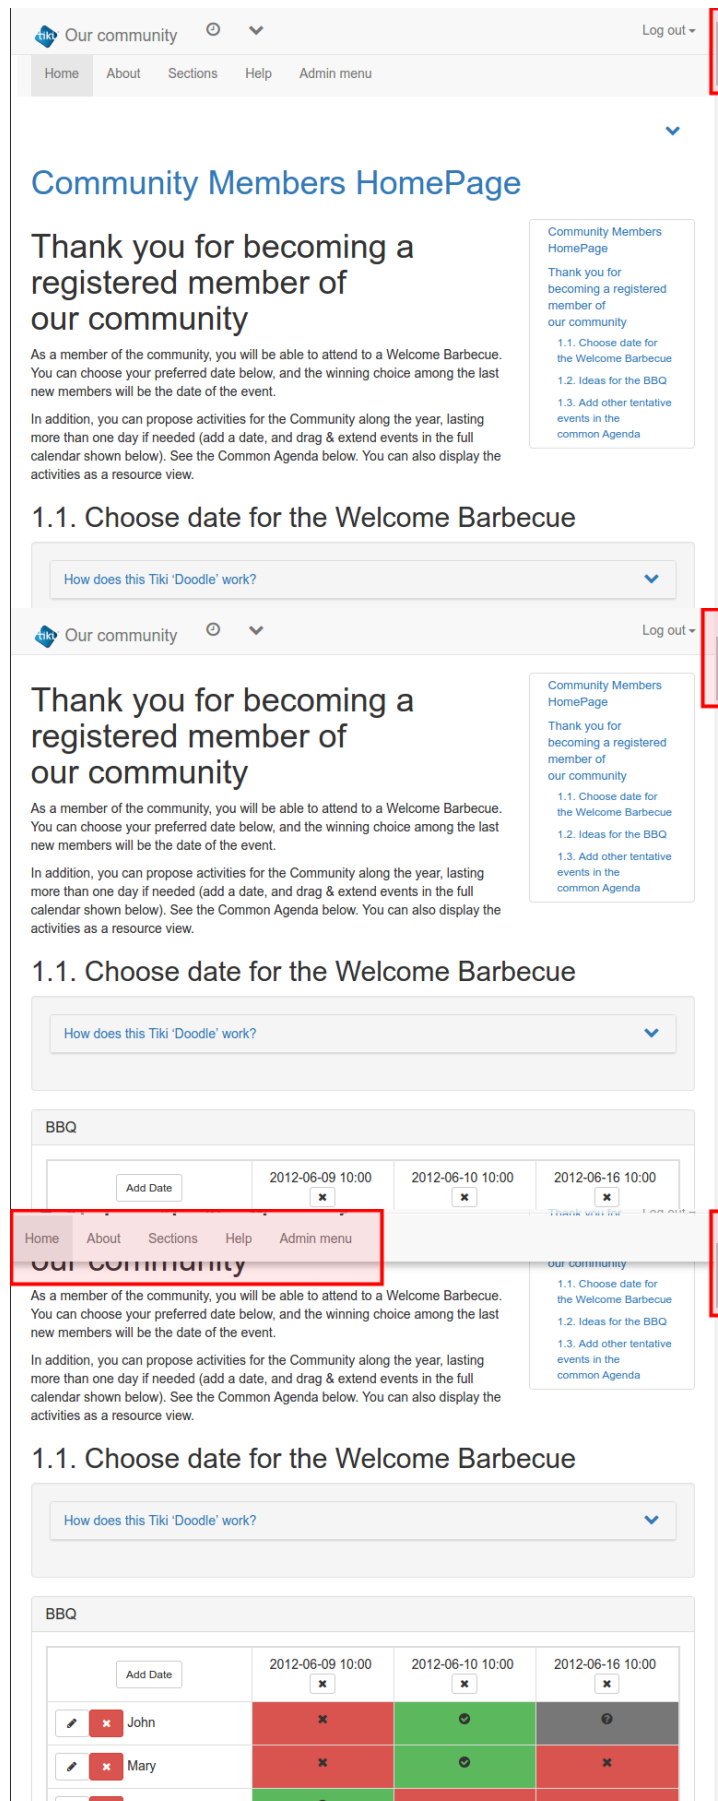 tiki Our community Log out
Home About Sections Help Admin menu
Community Members HomePage
Thank you for becoming a
registered member of
our community
As a member of the community, you will be able to attend to a Welcome Barbecue.
You can choose your preferred date below, and the winning choice among the last
new members will be the date of the event.
In addition, you can propose activities for the Community along the year, lasting
more than one day if needed (add a date, and drag & extend events in the full
calendar shown below). See the Common Agenda below. You can also display the
activities as a resource view.
Community Members
HomePage
Thank you for
becoming a registered
member of
our community
1.1. Choose date for
the Welcome Barbecue
1.2. Ideas for the BBQ
1.3. Add other tentative
events in the
common Agenda
1.1. Choose date for the Welcome Barbecue
How does this Tiki ‘Doodle’ work?
tiki Our community Log out
Thank you for becoming a
registered member of
our community
As a member of the community, you will be able to attend to a Welcome Barbecue.
You can choose your preferred date below, and the winning choice among the last
new members will be the date of the event.
In addition, you can propose activities for the Community along the year, lasting
more than one day if needed (add a date, and drag & extend events in the full
calendar shown below). See the Common Agenda below. You can also display the
activities as a resource view.
Community Members
HomePage
Thank you for
becoming a registered
member of
our community
1.1. Choose date for
the Welcome Barbecue
1.2. Ideas for the BBQ
1.3. Add other tentative
events in the
common Agenda
1.1. Choose date for the Welcome Barbecue
How does this Tiki ‘Doodle’ work?
BBQ
Add Date 2012-06-09 10:00 2012-06-10 10:00 2012-06-16 10:00
Thank you for Log out
Home About Sections Help Admin menu
our community
As a member of the community, you will be able to attend to a Welcome Barbecue.
You can choose your preferred date below, and the winning choice among the last
new members will be the date of the event.
In addition, you can propose activities for the Community along the year, lasting
more than one day if needed (add a date, and drag & extend events in the full
calendar shown below). See the Common Agenda below. You can also display the
activities as a resource view.
our community
1.1. Choose date for
the Welcome Barbecue
1.2. Ideas for the BBQ
1.3. Add other tentative
events in the
common Agenda
1.1. Choose date for the Welcome Barbecue
How does this Tiki ‘Doodle’ work?
BBQ
Add Date 2012-06-09 10:00 2012-06-10 10:00 2012-06-16 10:00
John
Mary